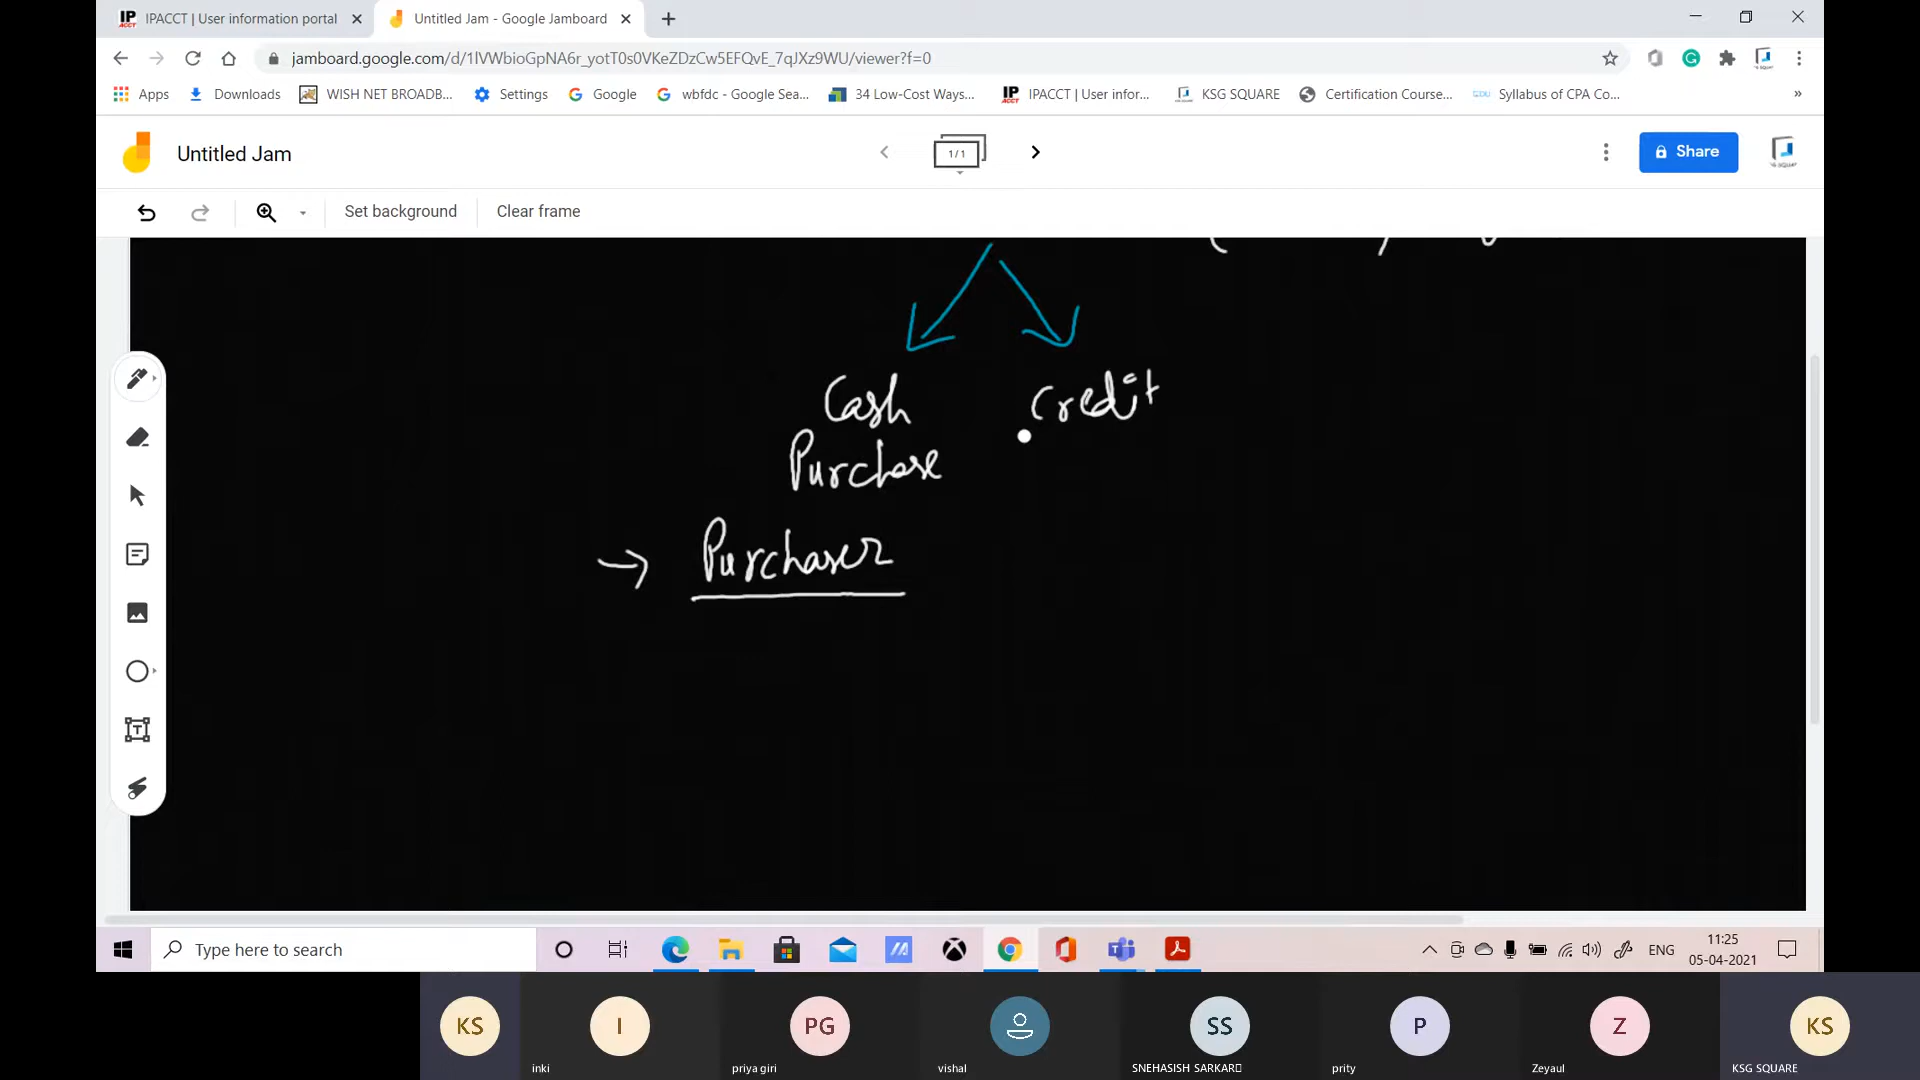 IPACCT | User information portal
Untitled Jam - Google Jamboard
jamboard.google.com/d/1lVWbioGpNA6r_yotT0s0VKeZDzCw5EFQvE_7qJXz9WU/viewer?f=0
Apps Downloads WISH NET BROADB... Settings Google wbfdc - Google Sea... 34 Low-Cost Ways... IPACCT | User infor... KSG SQUARE Certification Course... Syllabus of CPA Co... »
Untitled Jam
1/1
Share
Set background
Clear frame
Cash Credit
Purchase
→ Purchaser
Type here to search
ENG
11:25
05-04-2021
KS I PG SS P Z KS
inki priya giri vishal SNEHASISH SARKAR prity Zeyaul KSG SQUARE